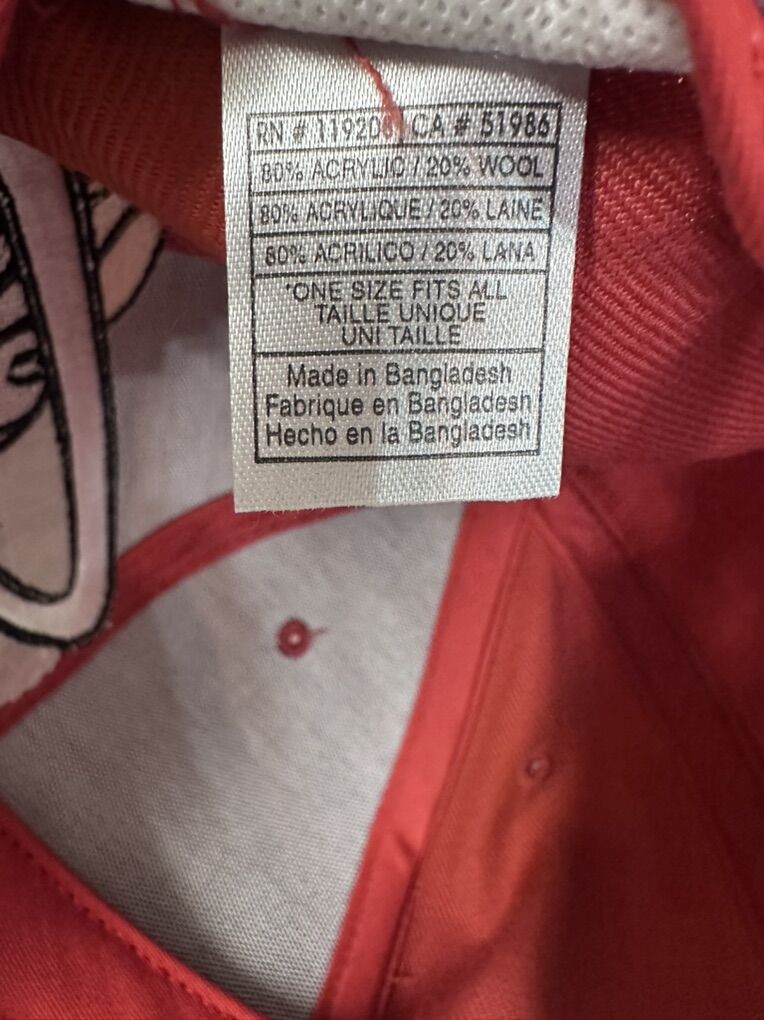 RN # CA # 51986
80% ACRYLIC / 20% WOOL
80% ACRYLIQUE / 20% LAINE
80% ACRILICO / 20% LANA
*ONE SIZE FITS ALL
TAILLE UNIQUE
UNI TAILLE
Made in Bangladesh
Fabrique en Bangladesh
Hecho en la Bangladesh